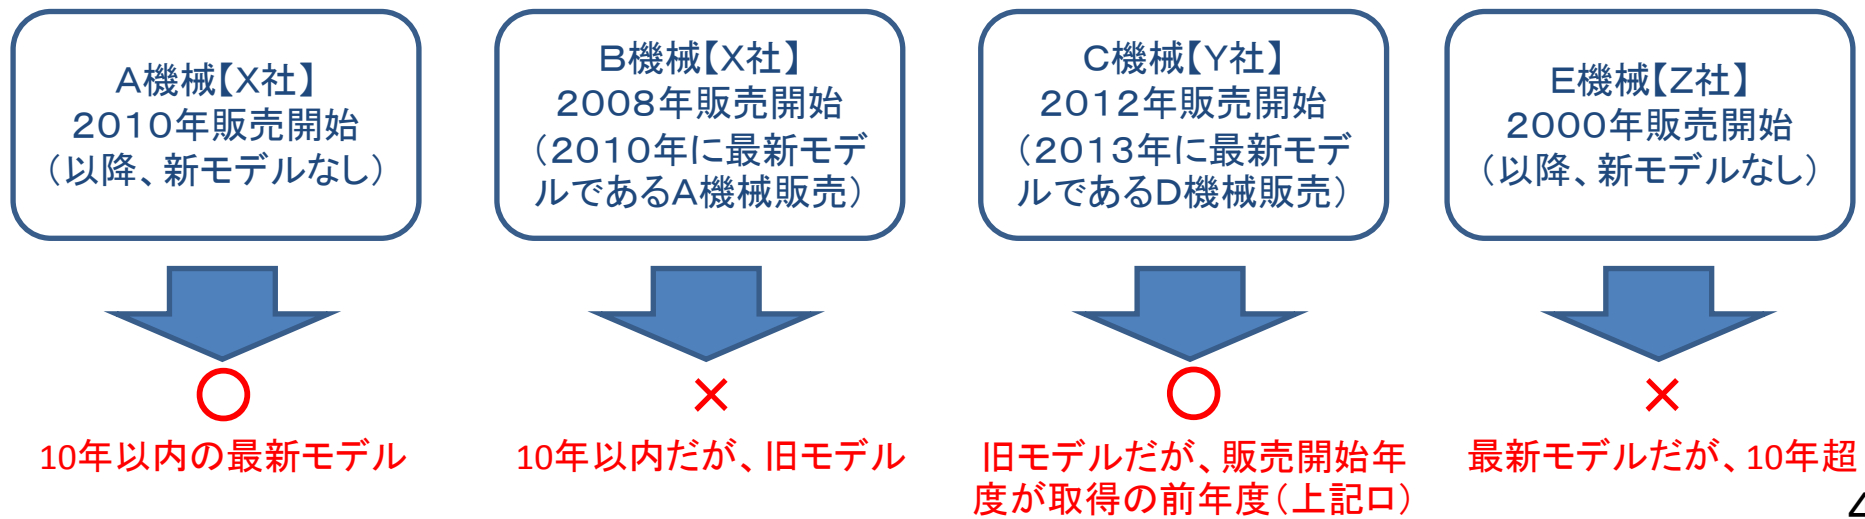 A機械【X社】
2010年販売開始
（以降、新モデルなし）
B機械【X社】
2008年販売開始
（2010年に最新モデ
ルであるA機械販売）
C機械【Y社】
2012年販売開始
（2013年に最新モデ
ルであるD機械販売）
E機械【Z社】
2000年販売開始
（以降、新モデルなし）
○
10年以内の最新モデル
×
10年以内だが、旧モデル
○
旧モデルだが、販売開始年
度が取得の前年度（上記ロ）
×
最新モデルだが、10年超